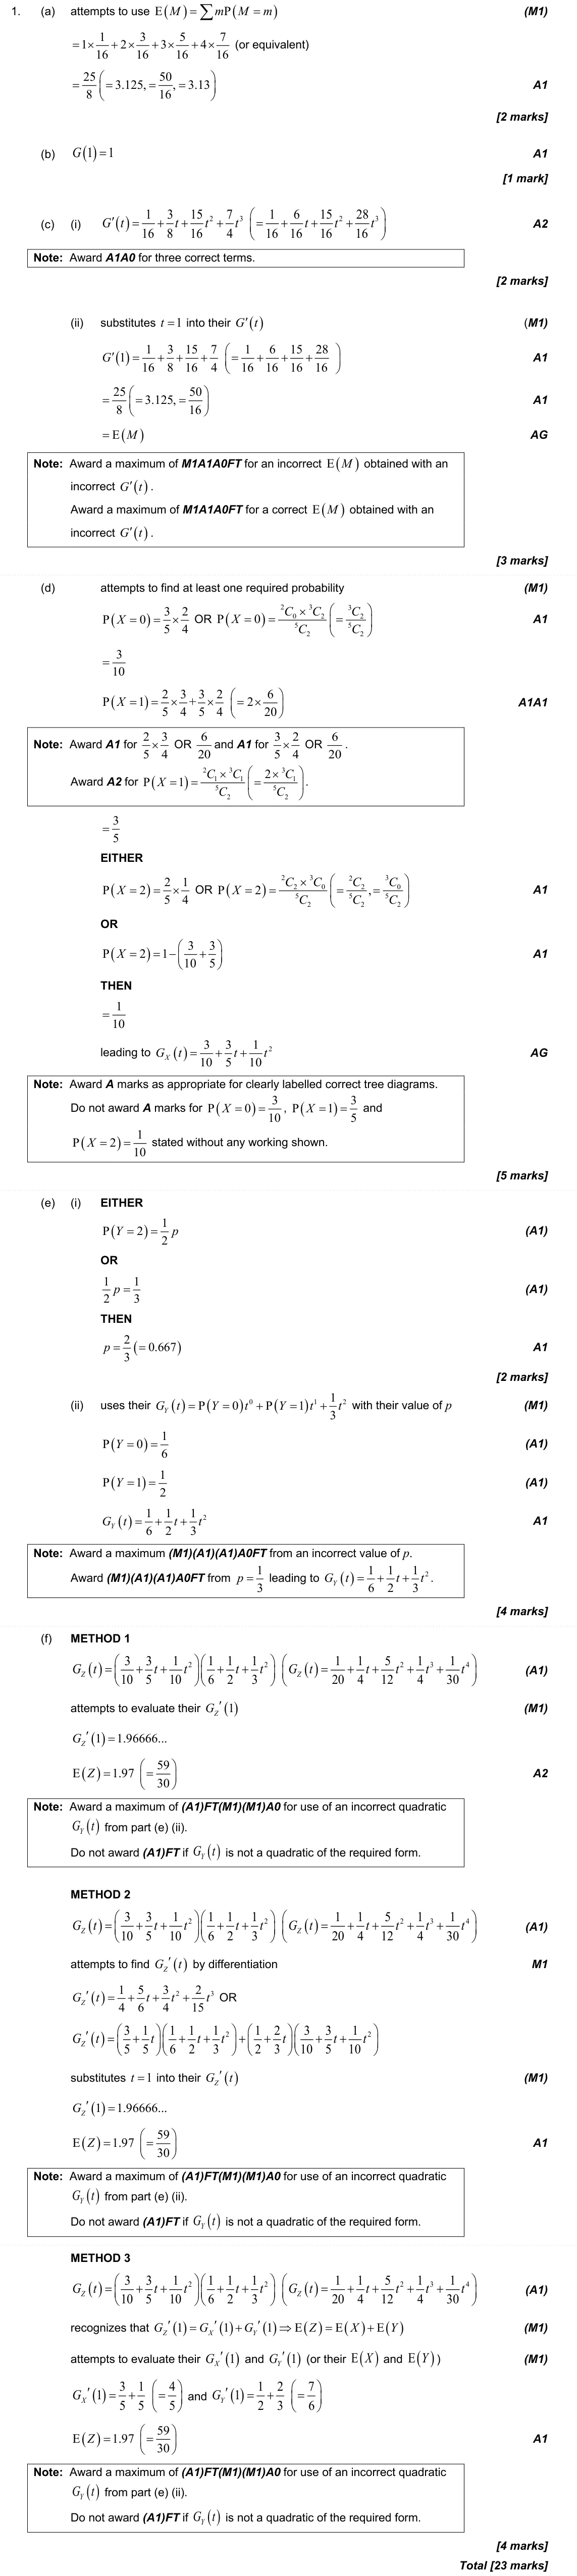 1. (a) attempts to use E(M) = ∑mP(M = m) (M1)
= 1×1/16 + 2×3/16 + 3×5/16 + 4×7/16 (or equivalent)
= 25/8 (= 3.125, = 50/16, = 3.13) A1
[2 marks]
(b) G(1) = 1 A1
[1 mark]
(c) (i) G′(t) = 1/16 + 3/8 t + 15/16 t² + 7/4 t³ (= 1/16 + 6/16 t + 15/16 t² + 28/16 t³) A2
Note: Award A1A0 for three correct terms.
[2 marks]
(ii) substitutes t = 1 into their G′(t) (M1)
G′(1) = 1/16 + 3/8 + 15/16 + 7/4 (= 1/16 + 6/16 + 15/16 + 28/16) A1
= 25/8 (= 3.125, = 50/16) A1
= E(M) AG
Note: Award a maximum of M1A1A0FT for an incorrect E(M) obtained with an
incorrect G′(t).
Award a maximum of M1A1A0FT for a correct E(M) obtained with an
incorrect G′(t).
[3 marks]
(d) attempts to find at least one required probability (M1)
P(X = 0) = 3/5 × 2/4 OR P(X = 0) = ²C₀ × ³C₂ / ⁵C₂ (= ³C₂ / ⁵C₂) A1
= 3/10
P(X = 1) = 2/5 × 3/4 + 3/5 × 2/4 (= 2 × 6/20) A1A1
Note: Award A1 for 2/5 × 3/4 OR 6/20 and A1 for 3/5 × 2/4 OR 6/20.
Award A2 for P(X = 1) = ²C₁ × ³C₁ / ⁵C₂ (= 2 × ³C₁ / ⁵C₂).
= 3/5
EITHER
P(X = 2) = 2/5 × 1/4 OR P(X = 2) = ²C₂ × ³C₀ / ⁵C₂ (= ²C₂ / ⁵C₂, = ³C₀ / ⁵C₂) A1
OR
P(X = 2) = 1 − (3/10 + 3/5) A1
THEN
= 1/10
leading to G_X(t) = 3/10 + 3/5 t + 1/10 t² AG
Note: Award A marks as appropriate for clearly labelled correct tree diagrams.
Do not award A marks for P(X = 0) = 3/10, P(X = 1) = 3/5 and
P(X = 2) = 1/10 stated without any working shown.
[5 marks]
(e) (i) EITHER
P(Y = 2) = 1/2 p (A1)
OR
1/2 p = 1/3 (A1)
THEN
p = 2/3 (= 0.667) A1
[2 marks]
(ii) uses their G_Y(t) = P(Y = 0)t⁰ + P(Y = 1)t¹ + 1/3 t² with their value of p (M1)
P(Y = 0) = 1/6 (A1)
P(Y = 1) = 1/2 (A1)
G_Y(t) = 1/6 + 1/2 t + 1/3 t² A1
Note: Award a maximum (M1)(A1)(A1)A0FT from an incorrect value of p.
Award (M1)(A1)(A1)A0FT from p = 1/3 leading to G_Y(t) = 1/6 + 1/2 t + 1/3 t².
[4 marks]
(f) METHOD 1
G_Z(t) = (3/10 + 3/5 t + 1/10 t²)(1/6 + 1/2 t + 1/3 t²) (G_Z(t) = 1/20 + 1/4 t + 5/12 t² + 1/4 t³ + 1/30 t⁴) (A1)
attempts to evaluate their G_Z′(1) (M1)
G_Z′(1) = 1.96666...
E(Z) = 1.97 (= 59/30) A2
Note: Award a maximum of (A1)FT(M1)(M1)A0 for use of an incorrect quadratic
G_Y(t) from part (e) (ii).
Do not award (A1)FT if G_Y(t) is not a quadratic of the required form.
METHOD 2
G_Z(t) = (3/10 + 3/5 t + 1/10 t²)(1/6 + 1/2 t + 1/3 t²) (G_Z(t) = 1/20 + 1/4 t + 5/12 t² + 1/4 t³ + 1/30 t⁴) (A1)
attempts to find G_Z′(t) by differentiation M1
G_Z′(t) = 1/4 + 5/6 t + 3/4 t² + 2/15 t³ OR
G_Z′(t) = (3/5 + 1/5 t)(1/6 + 1/2 t + 1/3 t²) + (1/2 + 2/3 t)(3/10 + 3/5 t + 1/10 t²)
substitutes t = 1 into their G_Z′(t) (M1)
G_Z′(1) = 1.96666...
E(Z) = 1.97 (= 59/30) A1
Note: Award a maximum of (A1)FT(M1)(M1)A0 for use of an incorrect quadratic
G_Y(t) from part (e) (ii).
Do not award (A1)FT if G_Y(t) is not a quadratic of the required form.
METHOD 3
G_Z(t) = (3/10 + 3/5 t + 1/10 t²)(1/6 + 1/2 t + 1/3 t²) (G_Z(t) = 1/20 + 1/4 t + 5/12 t² + 1/4 t³ + 1/30 t⁴) (A1)
recognizes that G_Z′(1) = G_X′(1) + G_Y′(1) ⇒ E(Z) = E(X) + E(Y) (M1)
attempts to evaluate their G_X′(1) and G_Y′(1) (or their E(X) and E(Y)) (M1)
G_X′(1) = 3/5 + 1/5 (= 4/5) and G_Y′(1) = 1/2 + 2/3 (= 7/6)
E(Z) = 1.97 (= 59/30) A1
Note: Award a maximum of (A1)FT(M1)(M1)A0 for use of an incorrect quadratic
G_Y(t) from part (e) (ii).
Do not award (A1)FT if G_Y(t) is not a quadratic of the required form.
[4 marks]
Total [23 marks]